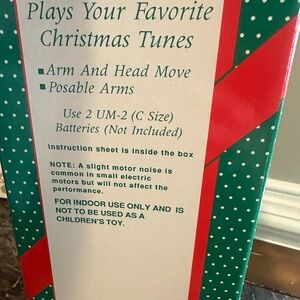 Plays Your Favorite
Christmas Tunes
▪Arm And Head Move
▪Posable Arms
Use 2 UM-2 (C Size)
Batteries (Not Included)
instruction sheet is inside the box
NOTE: A slight motor noise is
common in small electric
motors but will not affect the
performance.
FOR INDOOR USE ONLY AND IS
NOT TO BE USED AS A
CHILDREN'S TOY.